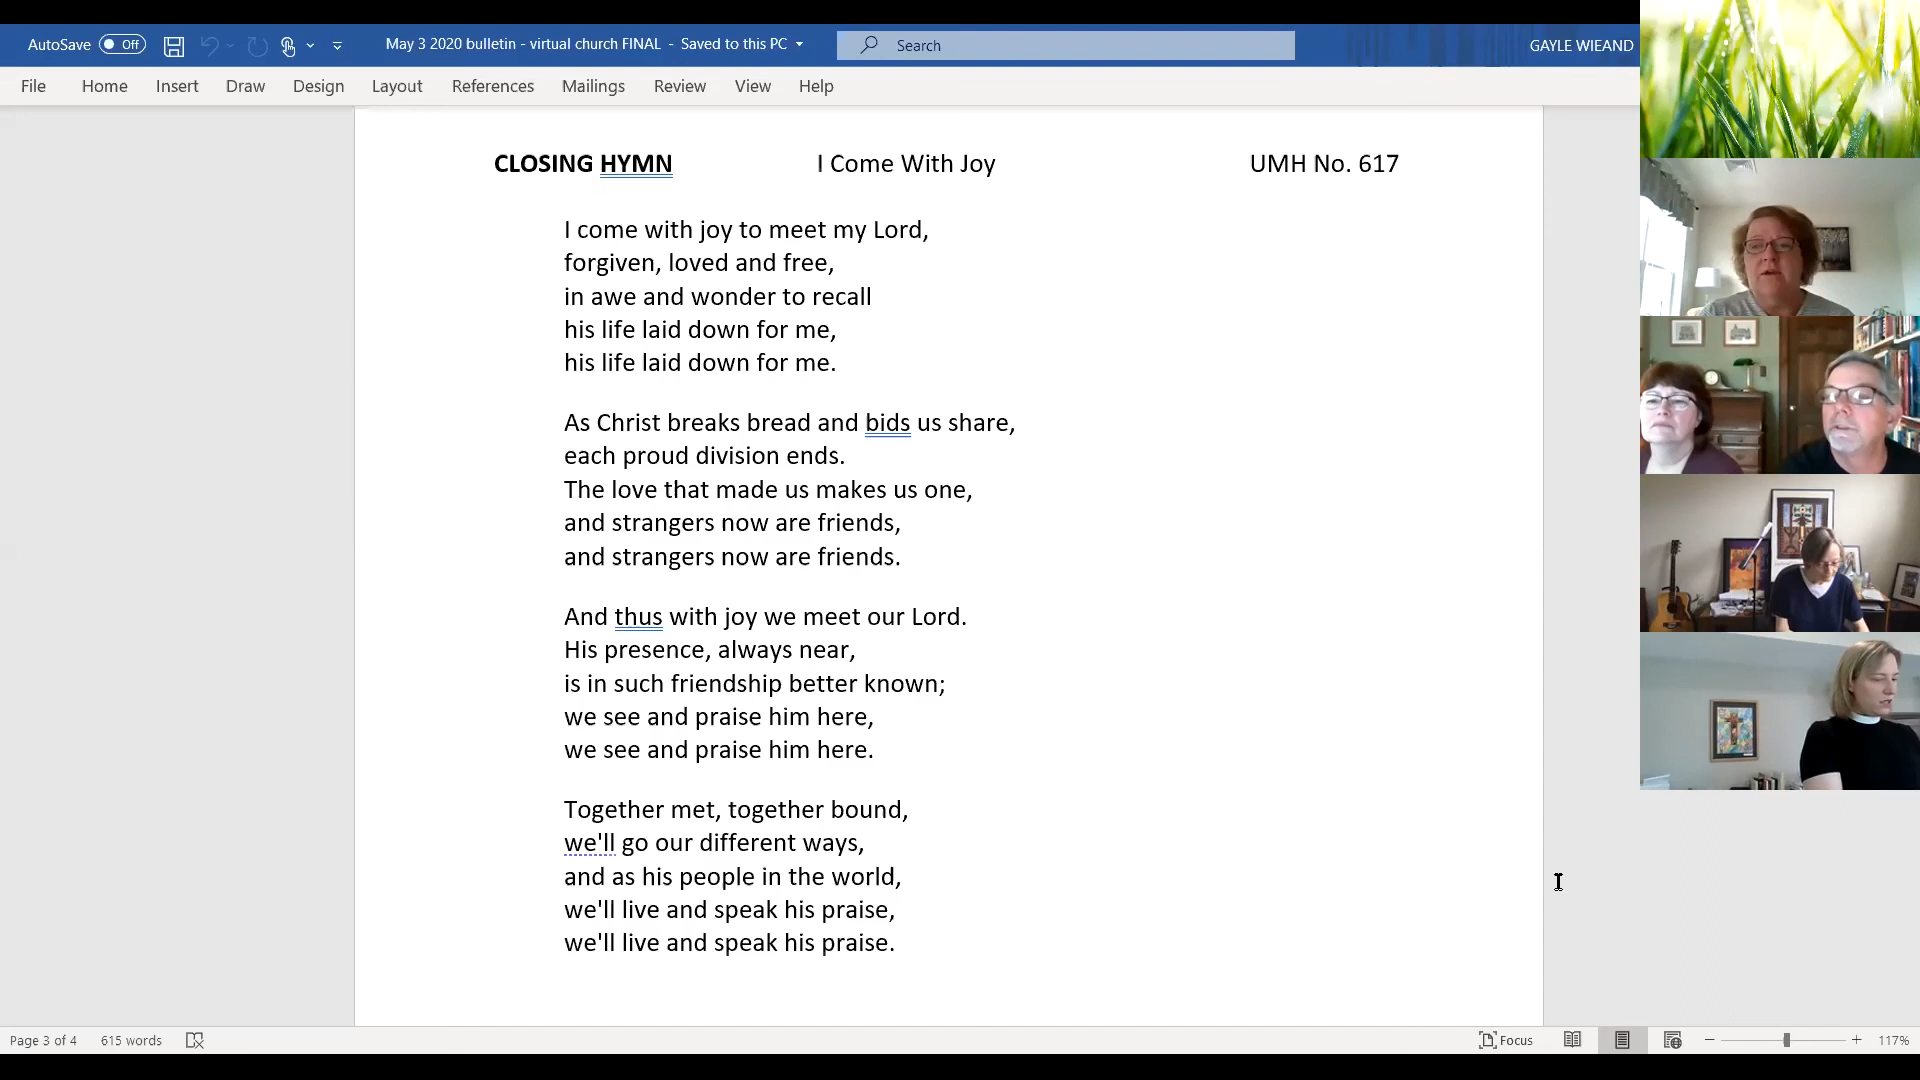 AutoSave Off May 3 2020 bulletin - virtual church FINAL - Saved to this PC Search GAYLE WIEAND
File Home Insert Draw Design Layout References Mailings Review View Help
CLOSING HYMN I Come With Joy UMH No. 617
I come with joy to meet my Lord,
forgiven, loved and free,
in awe and wonder to recall
his life laid down for me,
his life laid down for me.
As Christ breaks bread and bids us share,
each proud division ends.
The love that made us makes us one,
and strangers now are friends,
and strangers now are friends.
And thus with joy we meet our Lord.
His presence, always near,
is in such friendship better known;
we see and praise him here,
we see and praise him here.
Together met, together bound,
we'll go our different ways,
and as his people in the world,
we'll live and speak his praise,
we'll live and speak his praise.
Page 3 of 4 615 words Focus 117%